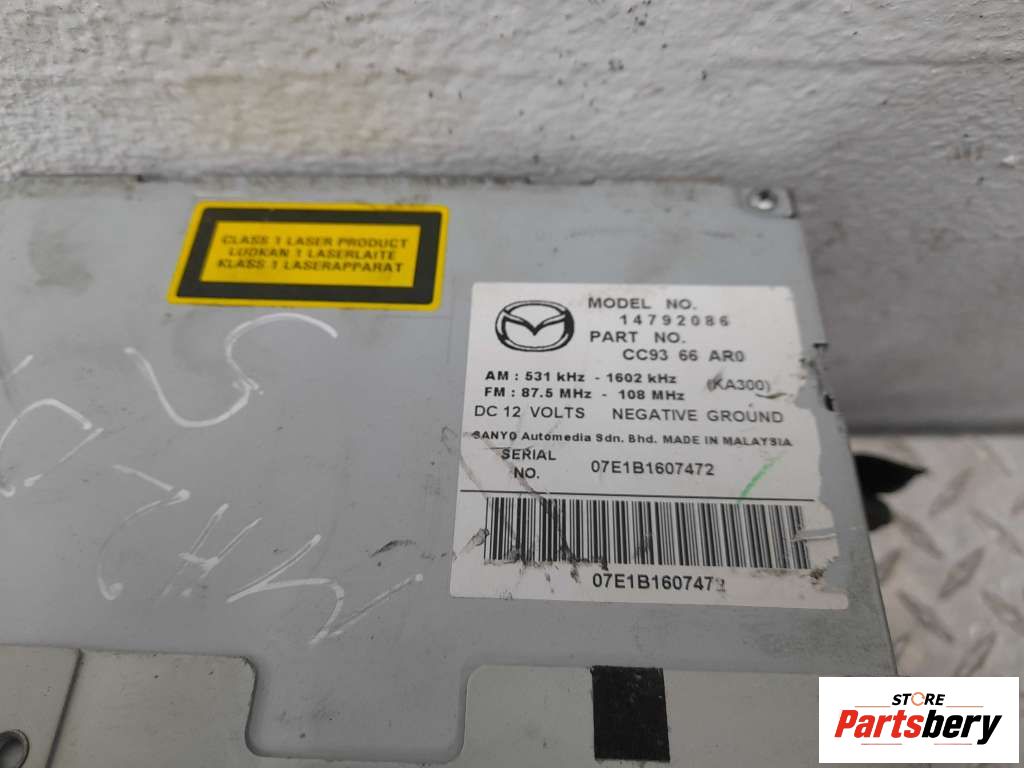 CLASS 1 LASER PRODUCT
LUOKAN 1 LASERLAITE
KLASS 1 LASERAPPARAT
MODEL NO.
14792086
PART NO.
CC93 66 AR0
AM : 531 kHz - 1602 kHz (KA300)
FM : 87.5 MHz - 108 MHz
DC 12 VOLTS NEGATIVE GROUND
SANYO Automedia Sdn. Bhd. MADE IN MALAYSIA
SERIAL NO. 07E1B1607472
07E1B1607472
STORE
Partsbery